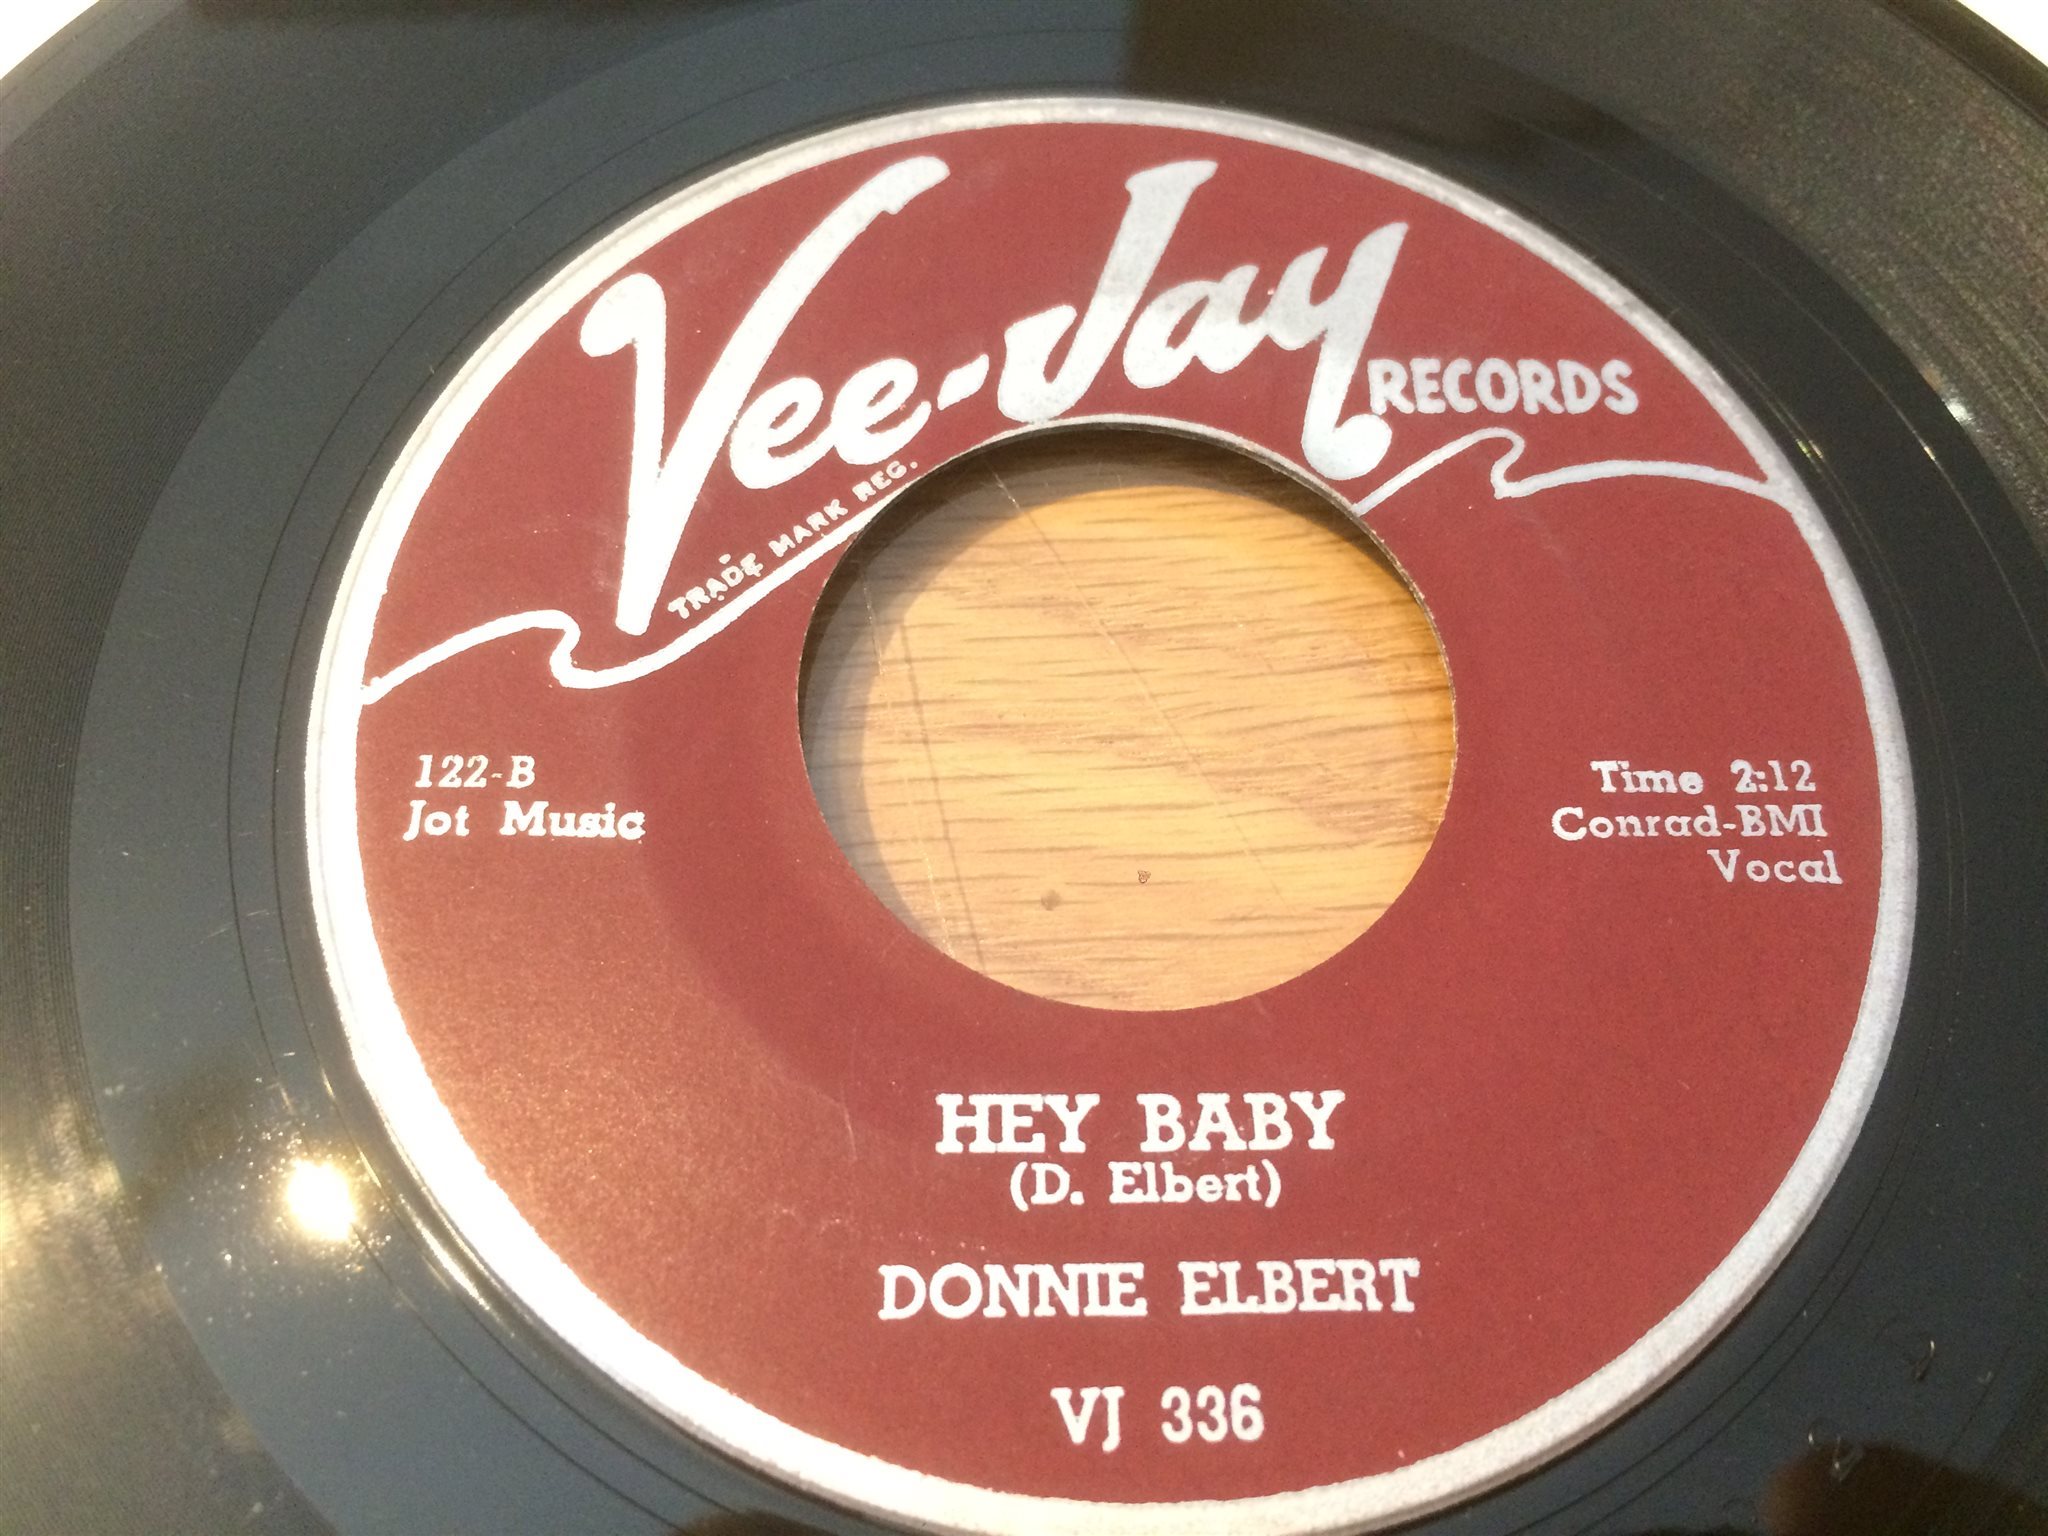 Vee-Jay
RECORDS
TRADE MARK REG.
122-B
Jot Music
Time 2:12
Conrad-BMI
Vocal
HEY BABY
(D. Elbert)
DONNIE ELBERT
VJ 336